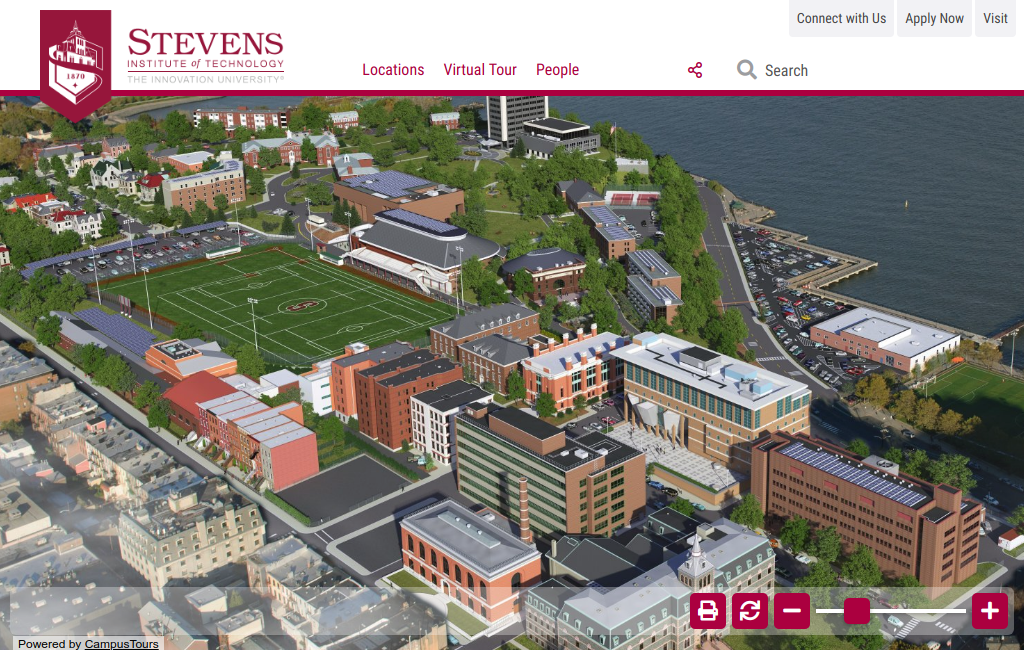 Connect with Us
Apply Now
Visit
STEVENS
INSTITUTE of TECHNOLOGY
THE INNOVATION UNIVERSITY®
1870
Locations
Virtual Tour
People
Search
Powered by CampusTours